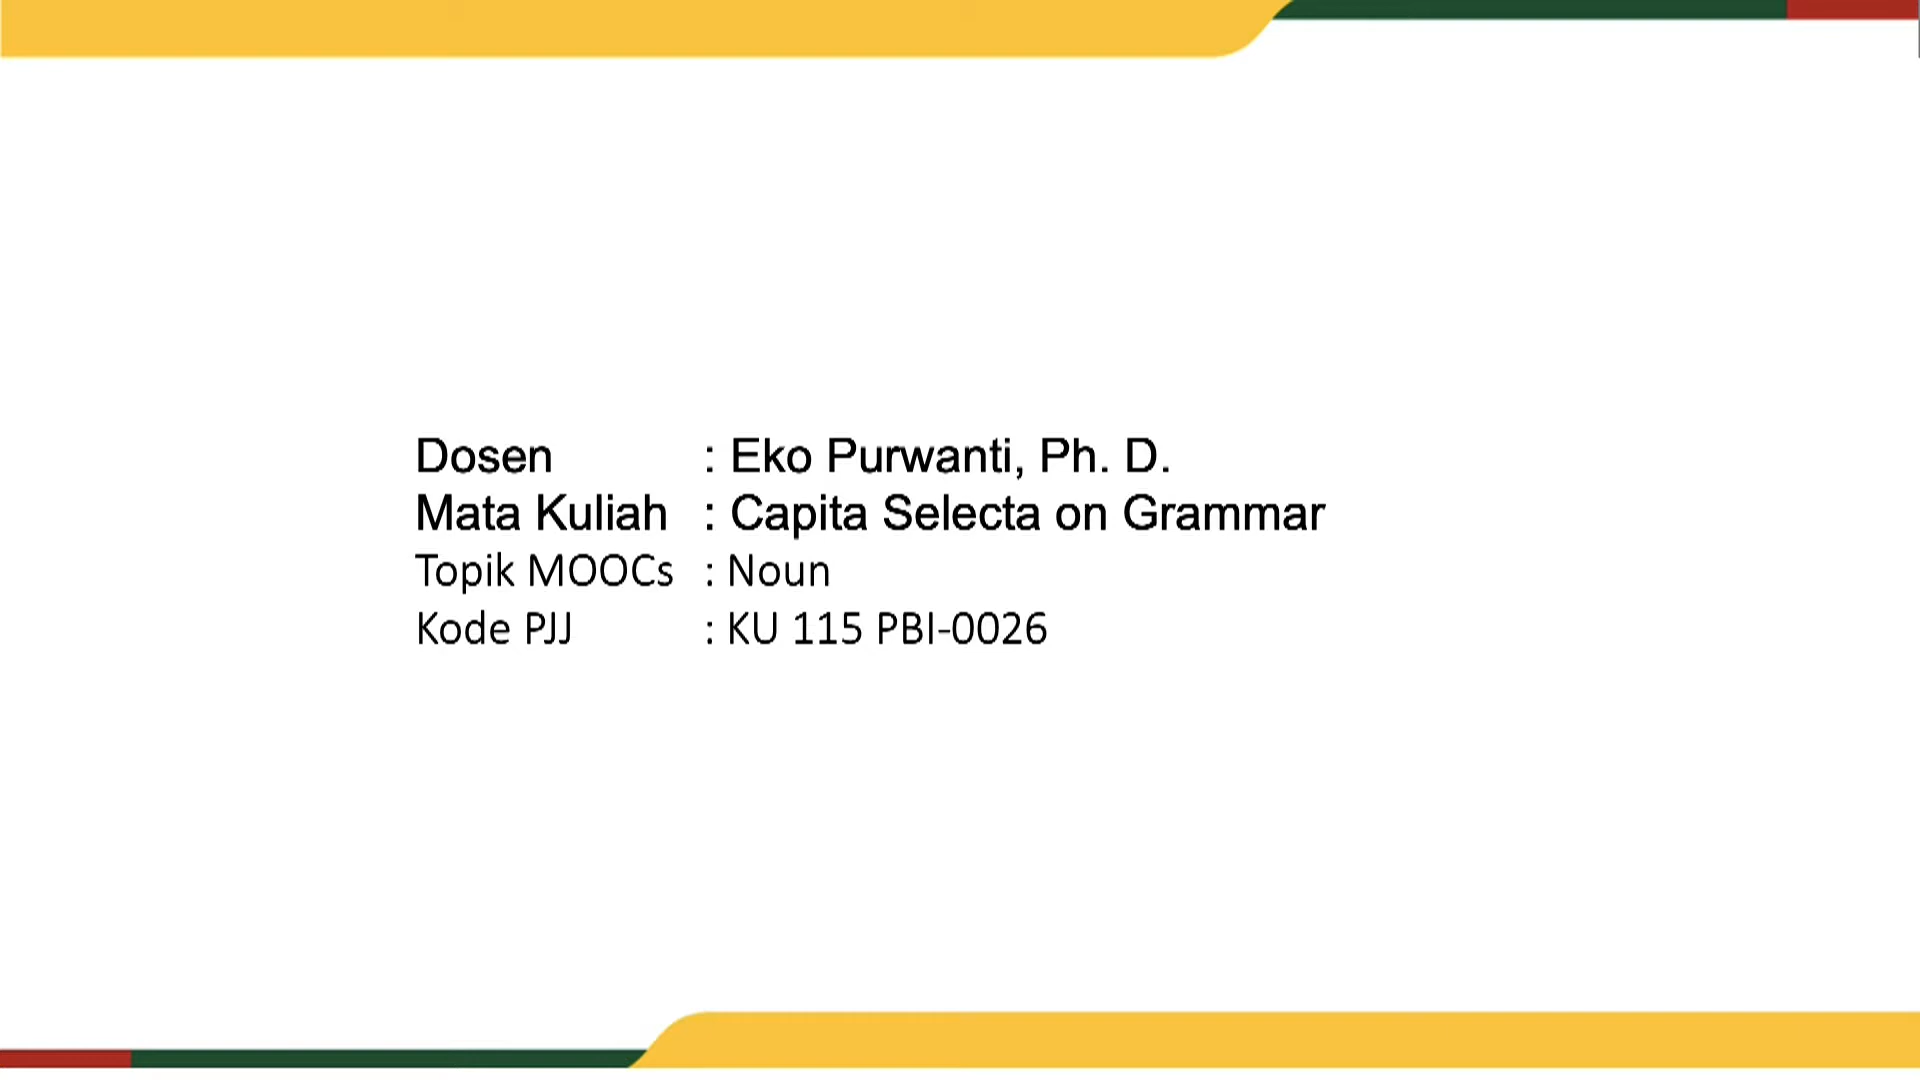 Dosen : Eko Purwanti, Ph. D.
Mata Kuliah : Capita Selecta on Grammar
Topik MOOCs : Noun
Kode PJJ : KU 115 PBI-0026